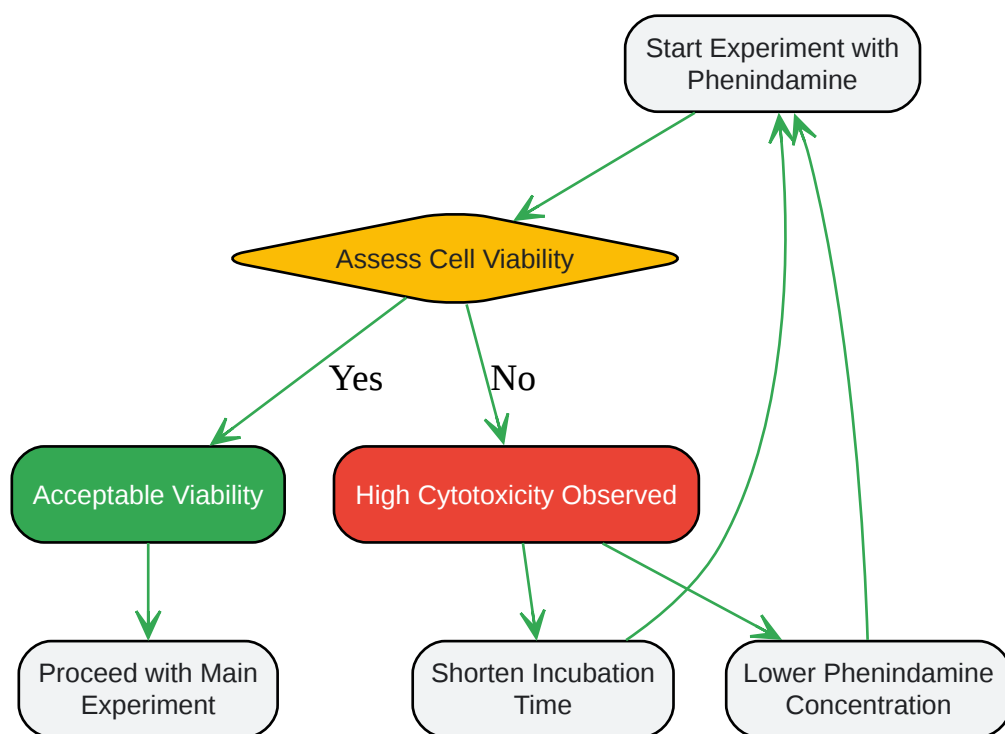 Start Experiment with
Phenindamine
Assess Cell Viability
Yes
No
Acceptable Viability
High Cytotoxicity Observed
Proceed with Main
Experiment
Shorten Incubation
Time
Lower Phenindamine
Concentration